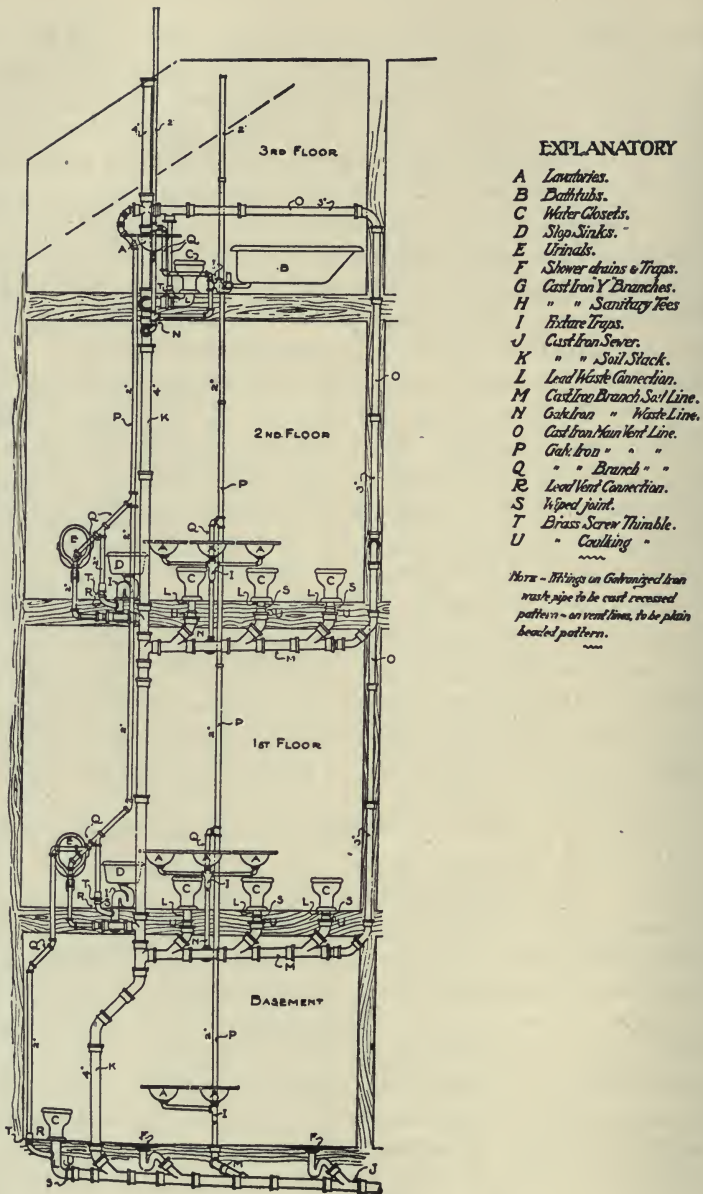 3RD FLOOR
2ND FLOOR
1ST FLOOR
BASEMENT
EXPLANATORY
A Lavatories.
B Bathtubs.
C Water Closets.
D Slop Sinks.
E Urinals.
F Shower drains & Traps.
G Cast Iron "Y" Branches.
H " " Sanitary Tees
I Fixture Traps.
J Cast Iron Sewer.
K " " Soil Stack.
L Lead Waste Connection.
M Cast Iron Branch Soil Line.
N Galv. Iron " Waste Line.
O Cast Iron Main Vent Line.
P Galv. Iron " " "
Q " " Branch " "
R Lead Vent Connection.
S Wiped joint.
T Brass Screw Thimble.
U " Caulking "
NOTE - Fittings on Galvanized Iron
waste pipe to be cast recessed
pattern - on vent lines, to be plain
beaded pattern.